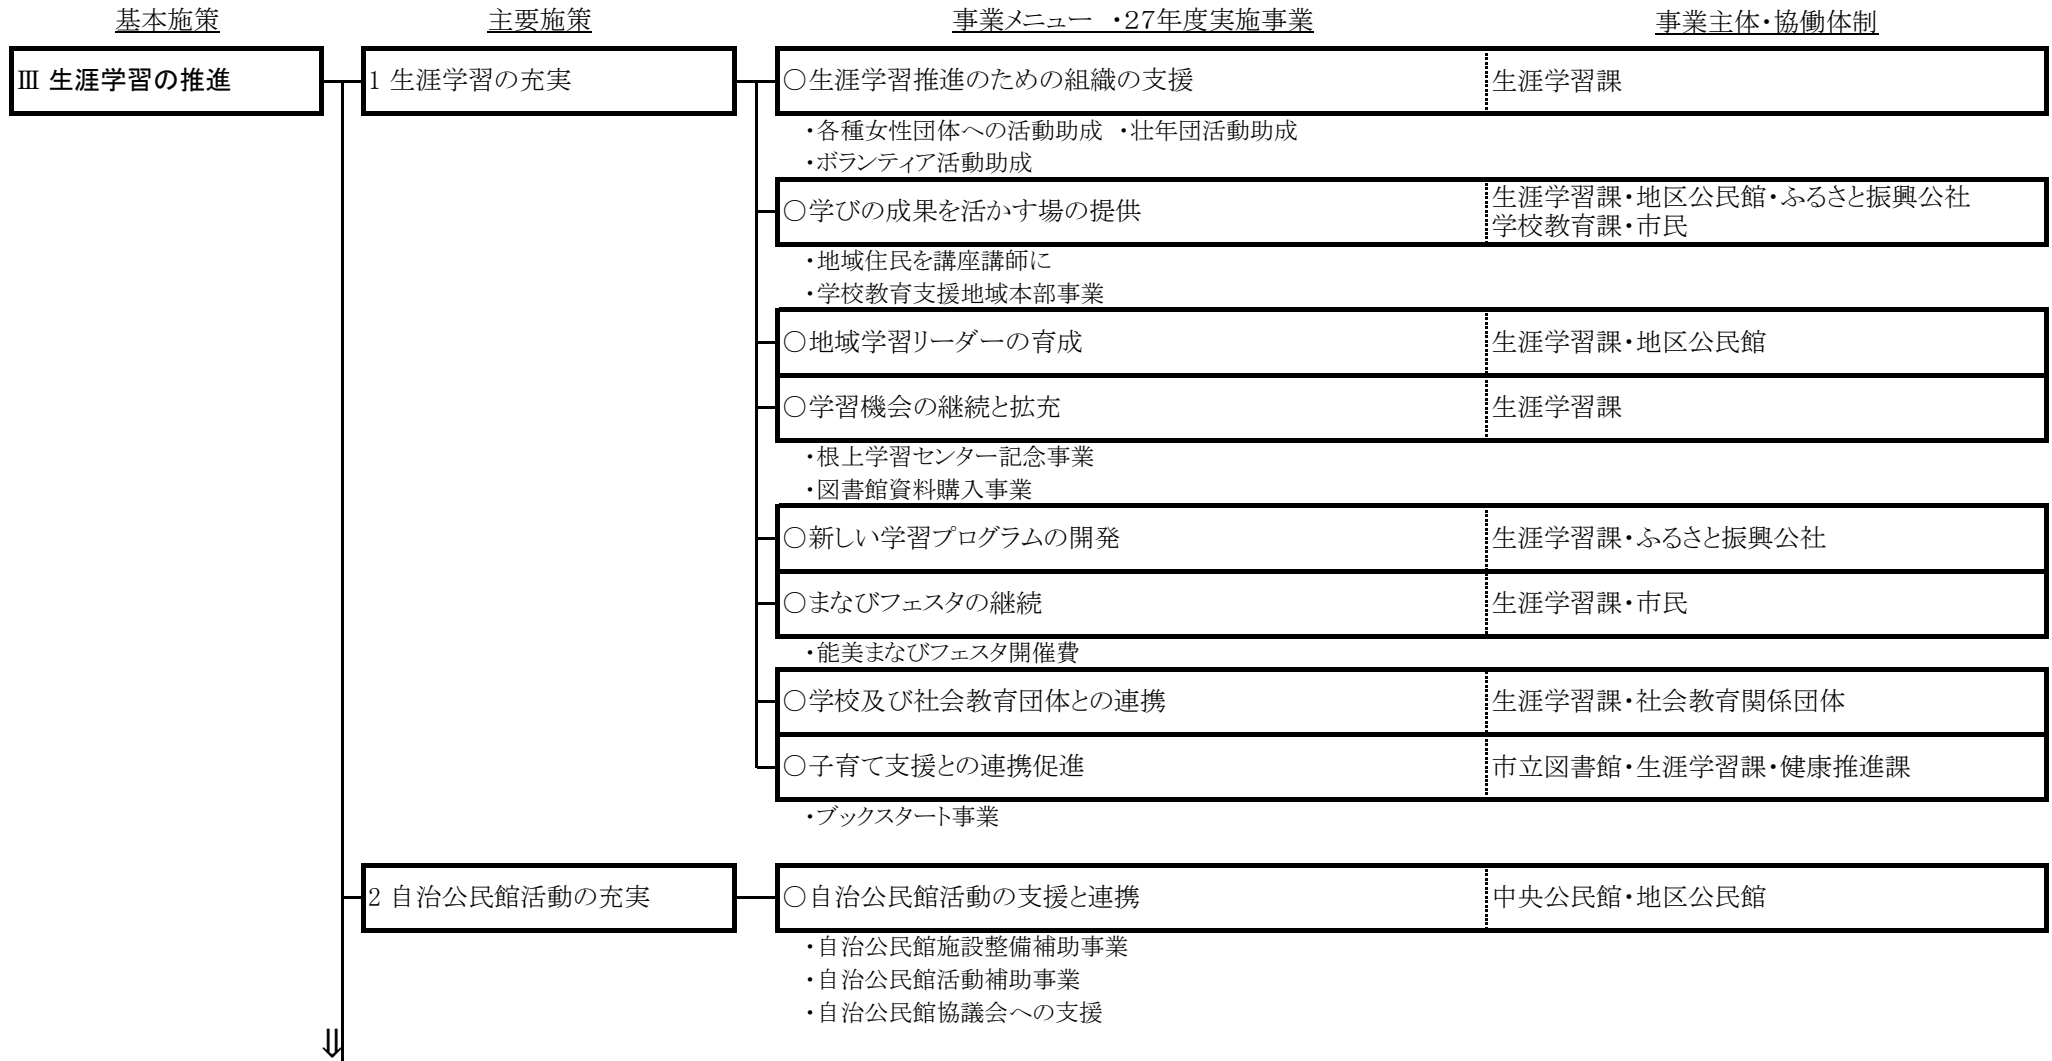 基本施策 主要施策 事業メニュー ・27年度実施事業 事業主体・協働体制
Ⅲ 生涯学習の推進 1 生涯学習の充実 ○生涯学習推進のための組織の支援 生涯学習課
・各種女性団体への活動助成 ・壮年団活動助成
・ボランティア活動助成
○学びの成果を活かす場の提供 生涯学習課・地区公民館・ふるさと振興公社
学校教育課・市民
・地域住民を講座講師に
・学校教育支援地域本部事業
○地域学習リーダーの育成 生涯学習課・地区公民館
○学習機会の継続と拡充 生涯学習課
・根上学習センター記念事業
・図書館資料購入事業
○新しい学習プログラムの開発 生涯学習課・ふるさと振興公社
○まなびフェスタの継続 生涯学習課・市民
・能美まなびフェスタ開催費
○学校及び社会教育団体との連携 生涯学習課・社会教育関係団体
○子育て支援との連携促進 市立図書館・生涯学習課・健康推進課
・ブックスタート事業
2 自治公民館活動の充実 ○自治公民館活動の支援と連携 中央公民館・地区公民館
・自治公民館施設整備補助事業
・自治公民館活動補助事業
・自治公民館協議会への支援
⇓